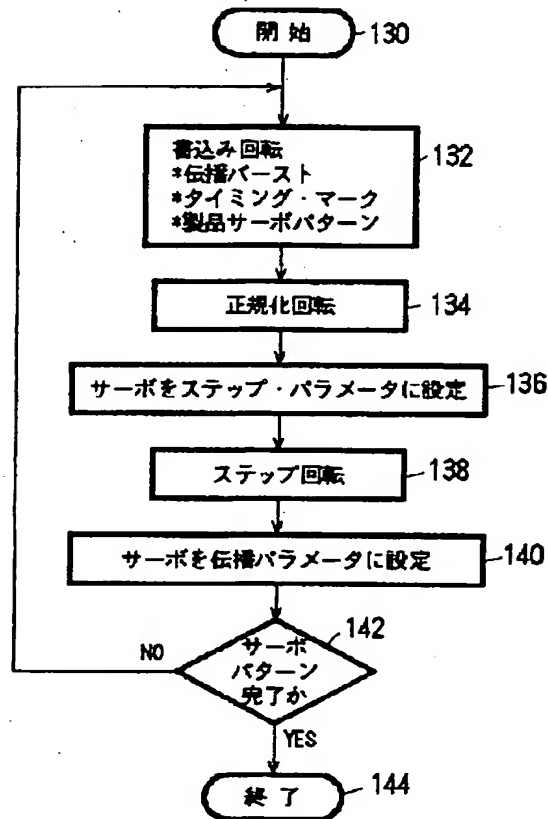 開始
130
書込み回転
*伝播バースト
*タイミング・マーク
*製品サーボパターン
132
正規化回転
134
サーボをステップ・パラメータに設定
136
ステップ回転
138
サーボを伝播パラメータに設定
140
サーボ
パターン
完了か
142
NO
YES
終了
144